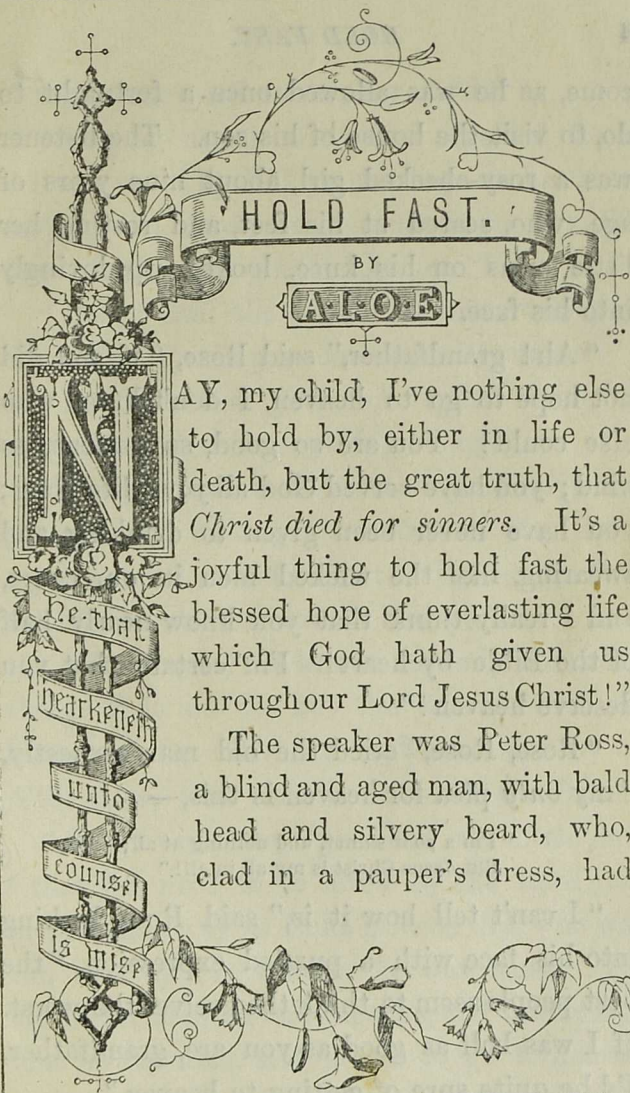 HOLD FAST.
BY
A·L·O·E
NAY, my child, I've nothing else
to hold by, either in life or
death, but the great truth, that
Christ died for sinners. It's a
joyful thing to hold fast the
blessed hope of everlasting life
which God hath given us
through our Lord Jesus Christ!"
The speaker was Peter Ross,
a blind and aged man, with bald
head and silvery beard, who,
clad in a pauper's dress, had
He that
hearkeneth
unto
counsel
is wise